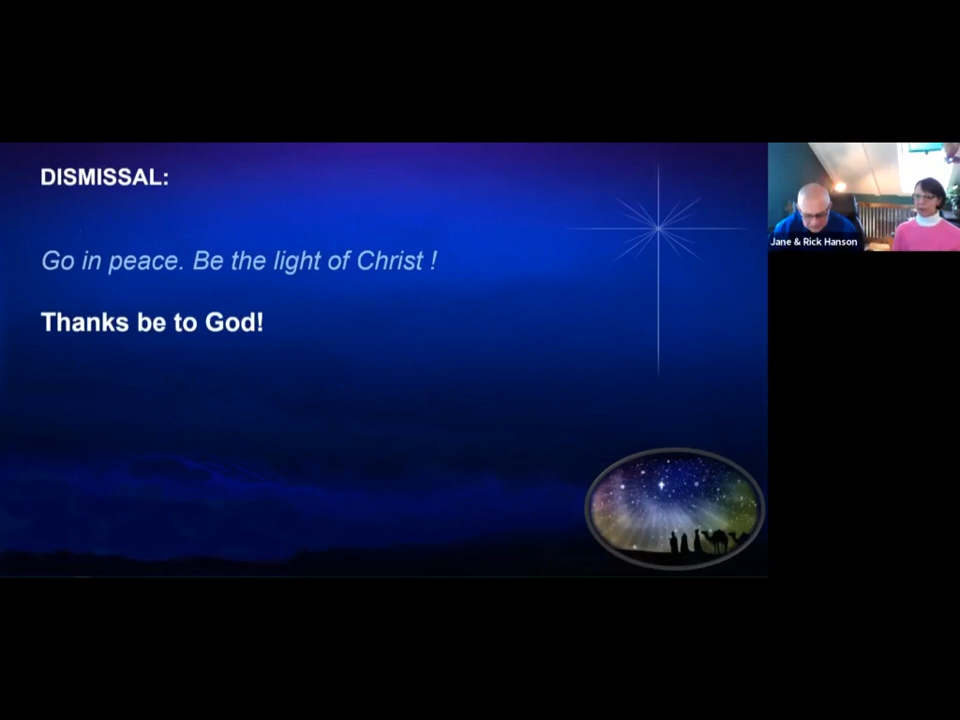 DISMISSAL:
Go in peace. Be the light of Christ !
Thanks be to God!
Jane & Rick Hanson